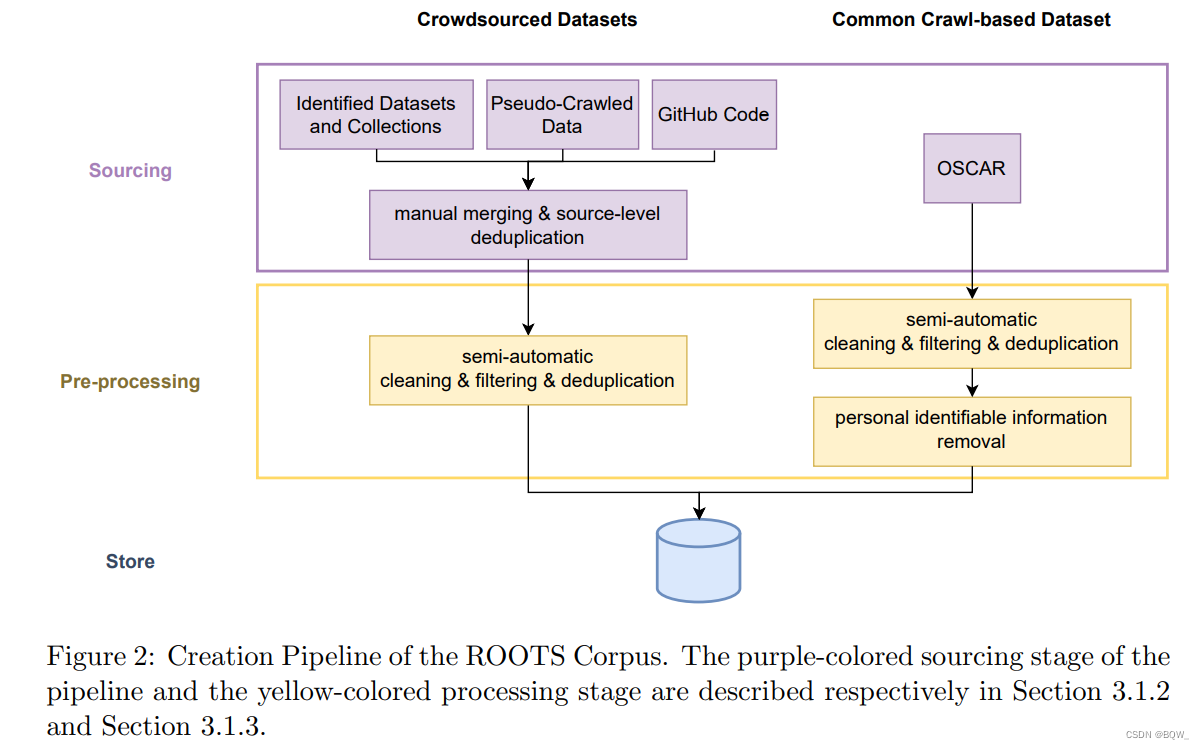 Crowdsourced Datasets
Common Crawl-based Dataset
Sourcing
Identified Datasets
and Collections
Pseudo-Crawled
Data
GitHub Code
OSCAR
manual merging & source-level
deduplication
Pre-processing
semi-automatic
cleaning & filtering & deduplication
semi-automatic
cleaning & filtering & deduplication
personal identifiable information
removal
Store
Figure 2: Creation Pipeline of the ROOTS Corpus. The purple-colored sourcing stage of the
pipeline and the yellow-colored processing stage are described respectively in Section 3.1.2
and Section 3.1.3.
CSDN @BQW_